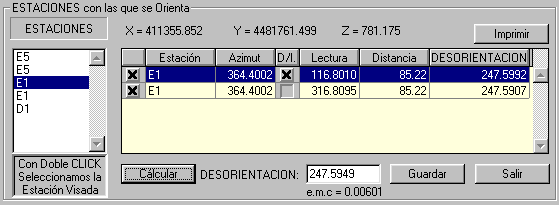 ESTACIONES con las que se Orienta
ESTACIONES
X = 411355.852 Y = 4481761.499 Z = 781.175
Imprimir
E5
E5
E1
E1
D1
Estación Azimut D/I. Lectura Distancia DESORIENTACION
E1 364.4002 116.8010 85.22 247.5992
E1 364.4002 316.8095 85.22 247.5907
Con Doble CLICK
Seleccionamos la
Estación Visada
Cálcular
DESORIENTACION: 247.5949
Guardar
Salir
e.m.c = 0.00601